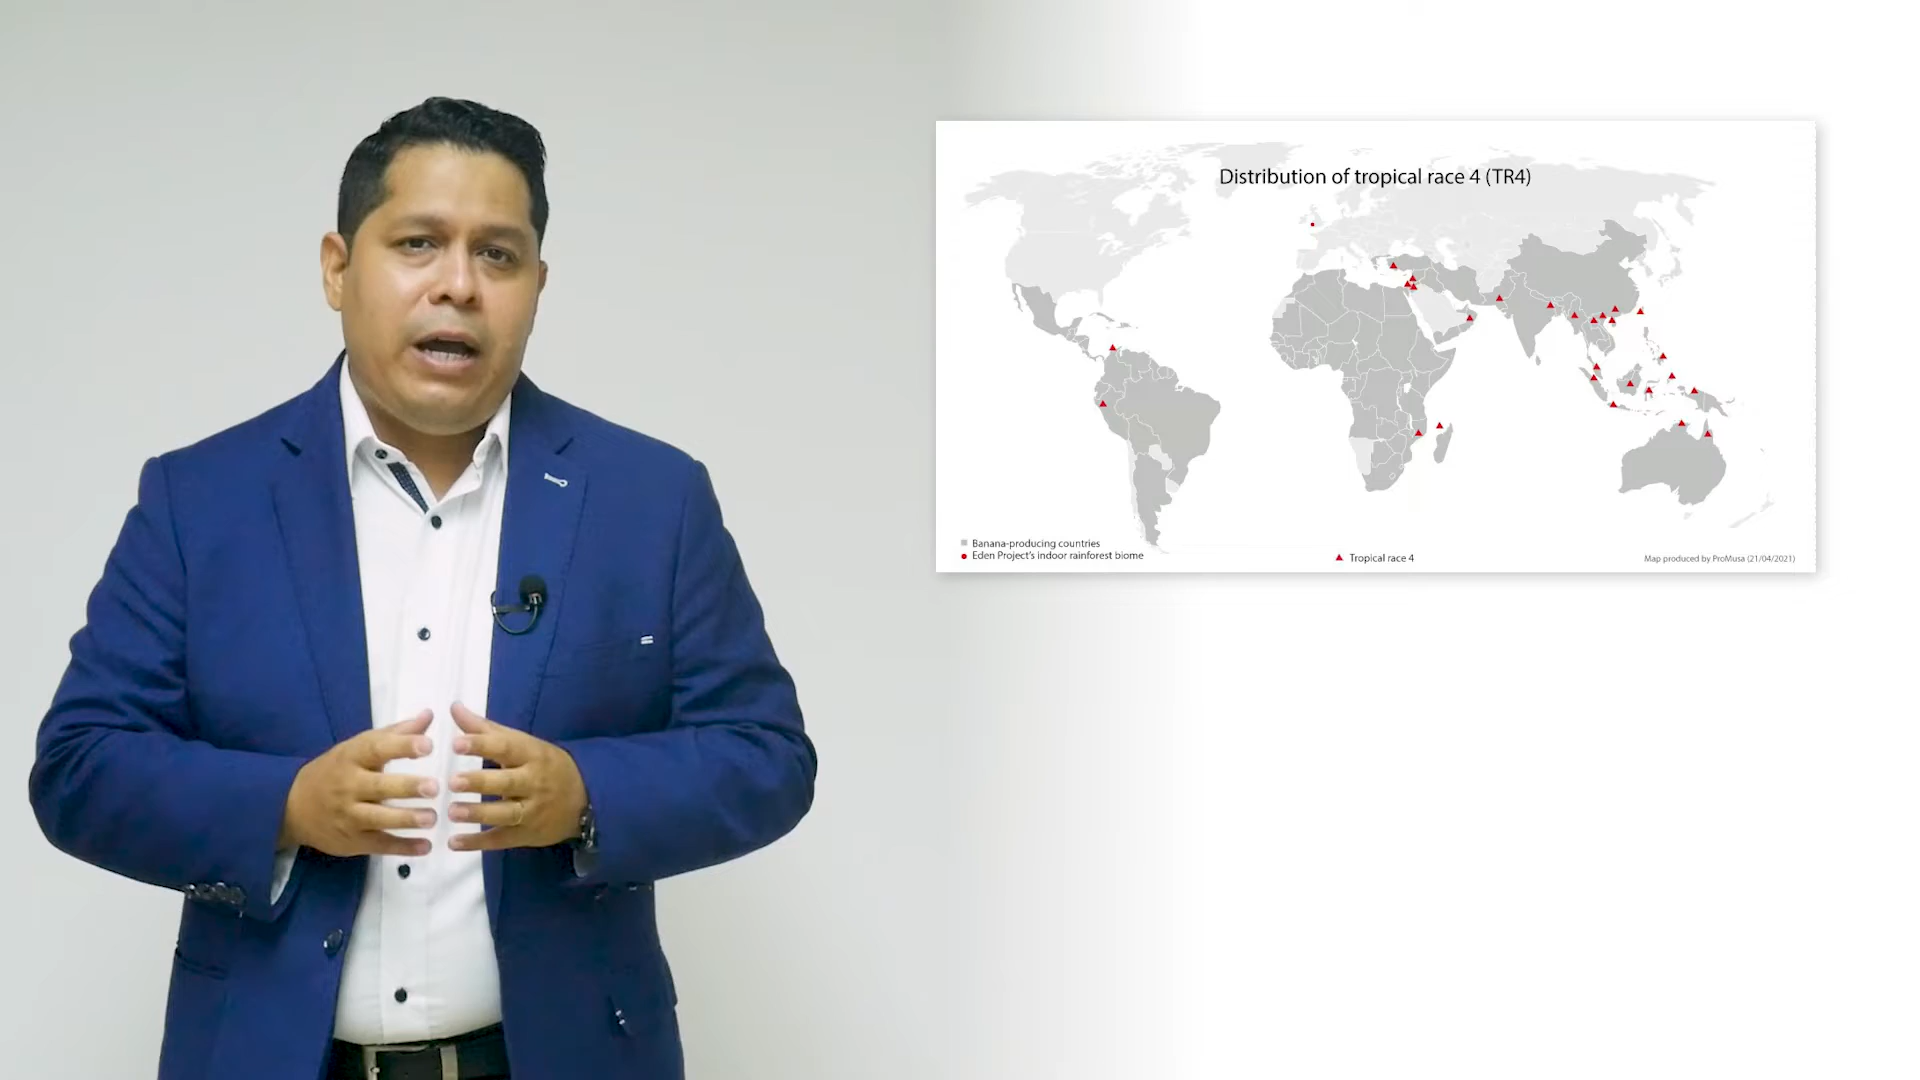 Distribution of tropical race 4 (TR4)
Banana-producing countries
Eden Project's indoor rainforest biome
Tropical race 4
Map produced by ProMusa (21/04/2021)